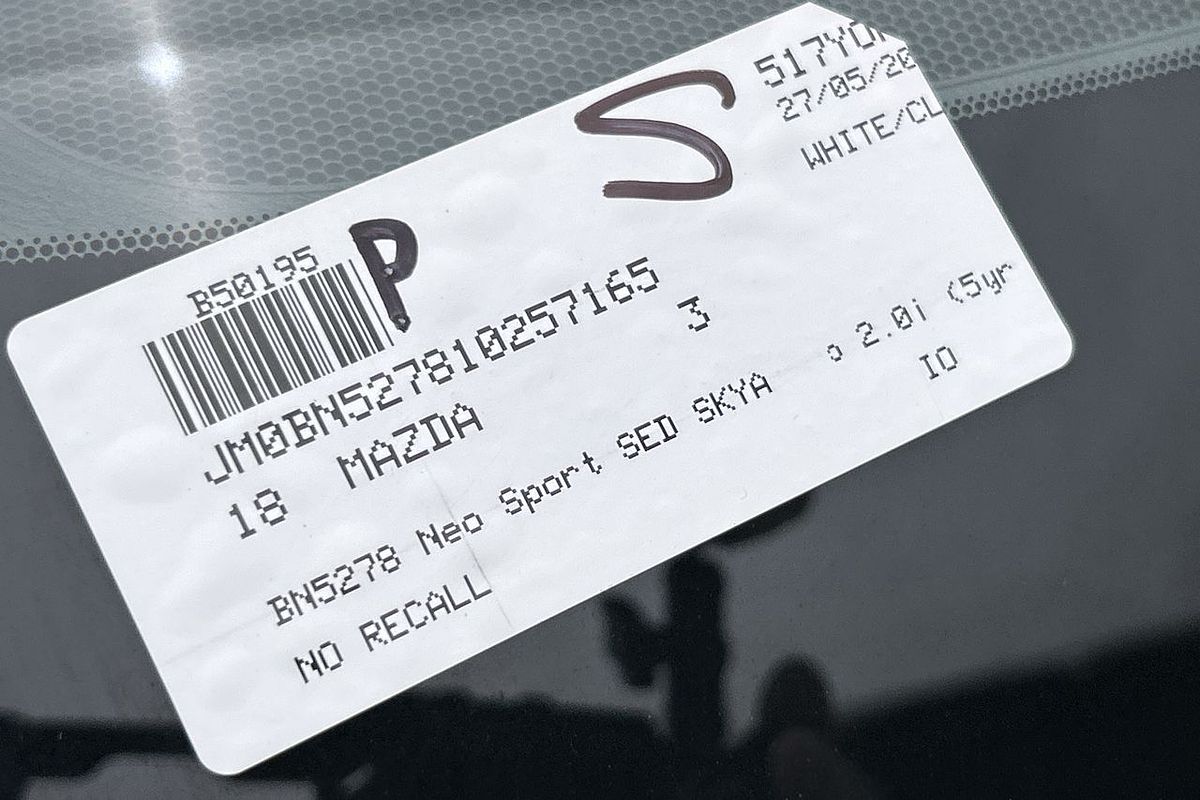 S
517YO
27/05/20
WHITE/CL
B50195
P
JM0BN527810257165
18 MAZDA 3
BN5278 Neo Sport SED SKYA o 2.0i (5yr
NO RECALL IO